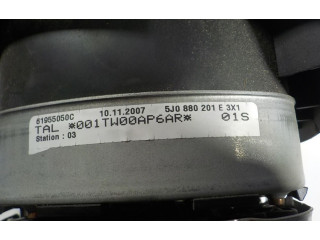 61955050C 10.11.2007 5J0 880 201 E 3X1
TAL *001TW00AP6AR* 01S
Station : 03